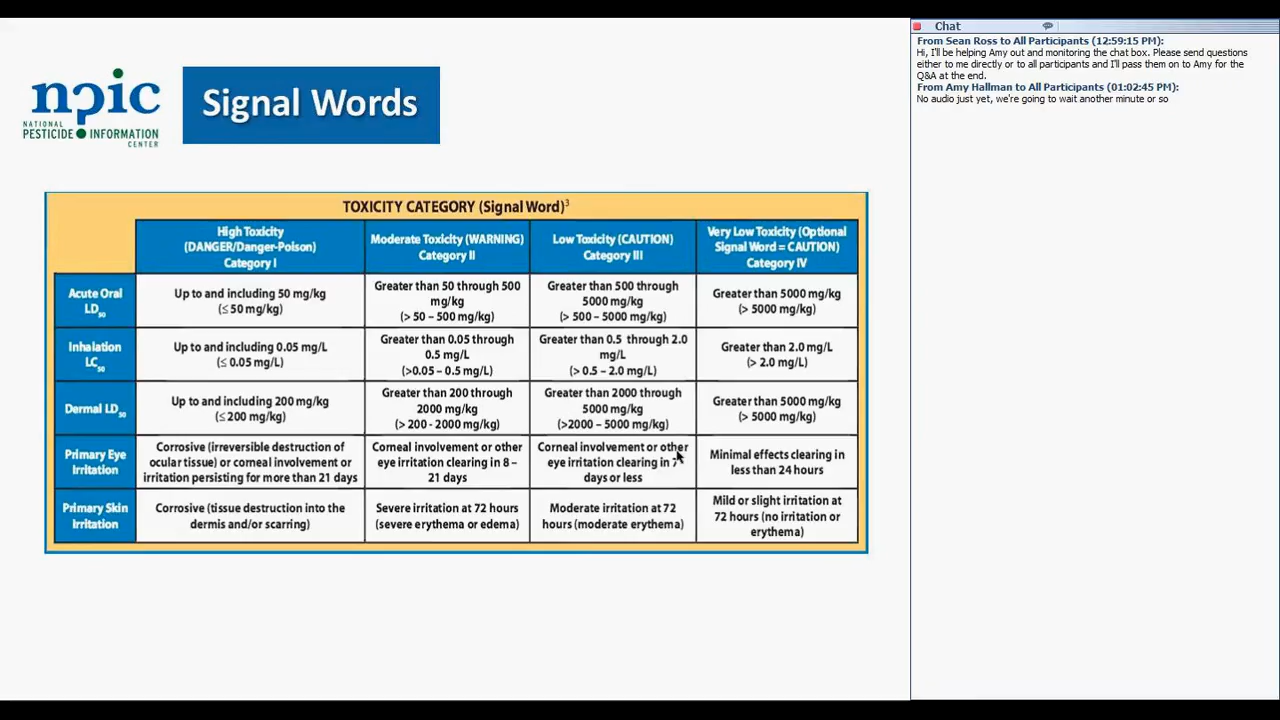 npic
NATIONAL
PESTICIDE INFORMATION
CENTER
Signal Words
TOXICITY CATEGORY (Signal Word)3
High Toxicity
(DANGER/Danger-Poison)
Category I
Moderate Toxicity (WARNING)
Category II
Low Toxicity (CAUTION)
Category III
Very Low Toxicity (Optional
Signal Word = CAUTION)
Category IV
Acute Oral
LD50
Up to and including 50 mg/kg
(≤ 50 mg/kg)
Greater than 50 through 500
mg/kg
(> 50 – 500 mg/kg)
Greater than 500 through
5000 mg/kg
(> 500 – 5000 mg/kg)
Greater than 5000 mg/kg
(> 5000 mg/kg)
Inhalation
LC50
Up to and including 0.05 mg/L
(≤ 0.05 mg/L)
Greater than 0.05 through
0.5 mg/L
(>0.05 – 0.5 mg/L)
Greater than 0.5 through 2.0
mg/L
(> 0.5 – 2.0 mg/L)
Greater than 2.0 mg/L
(> 2.0 mg/L)
Dermal LD50
Up to and including 200 mg/kg
(≤ 200 mg/kg)
Greater than 200 through
2000 mg/kg
(> 200 - 2000 mg/kg)
Greater than 2000 through
5000 mg/kg
(>2000 – 5000 mg/kg)
Greater than 5000 mg/kg
(> 5000 mg/kg)
Primary Eye
Irritation
Corrosive (irreversible destruction of
ocular tissue) or corneal involvement or
irritation persisting for more than 21 days
Corneal involvement or other
eye irritation clearing in 8 –
21 days
Corneal involvement or other
eye irritation clearing in 7
days or less
Minimal effects clearing in
less than 24 hours
Primary Skin
Irritation
Corrosive (tissue destruction into the
dermis and/or scarring)
Severe irritation at 72 hours
(severe erythema or edema)
Moderate irritation at 72
hours (moderate erythema)
Mild or slight irritation at
72 hours (no irritation or
erythema)
Chat
From Sean Ross to All Participants (12:59:15 PM):
Hi, I'll be helping Amy out and monitoring the chat box. Please send questions
either to me directly or to all participants and I'll pass them on to Amy for the
Q&A at the end.
From Amy Hallman to All Participants (01:02:45 PM):
No audio just yet, we're going to wait another minute or so